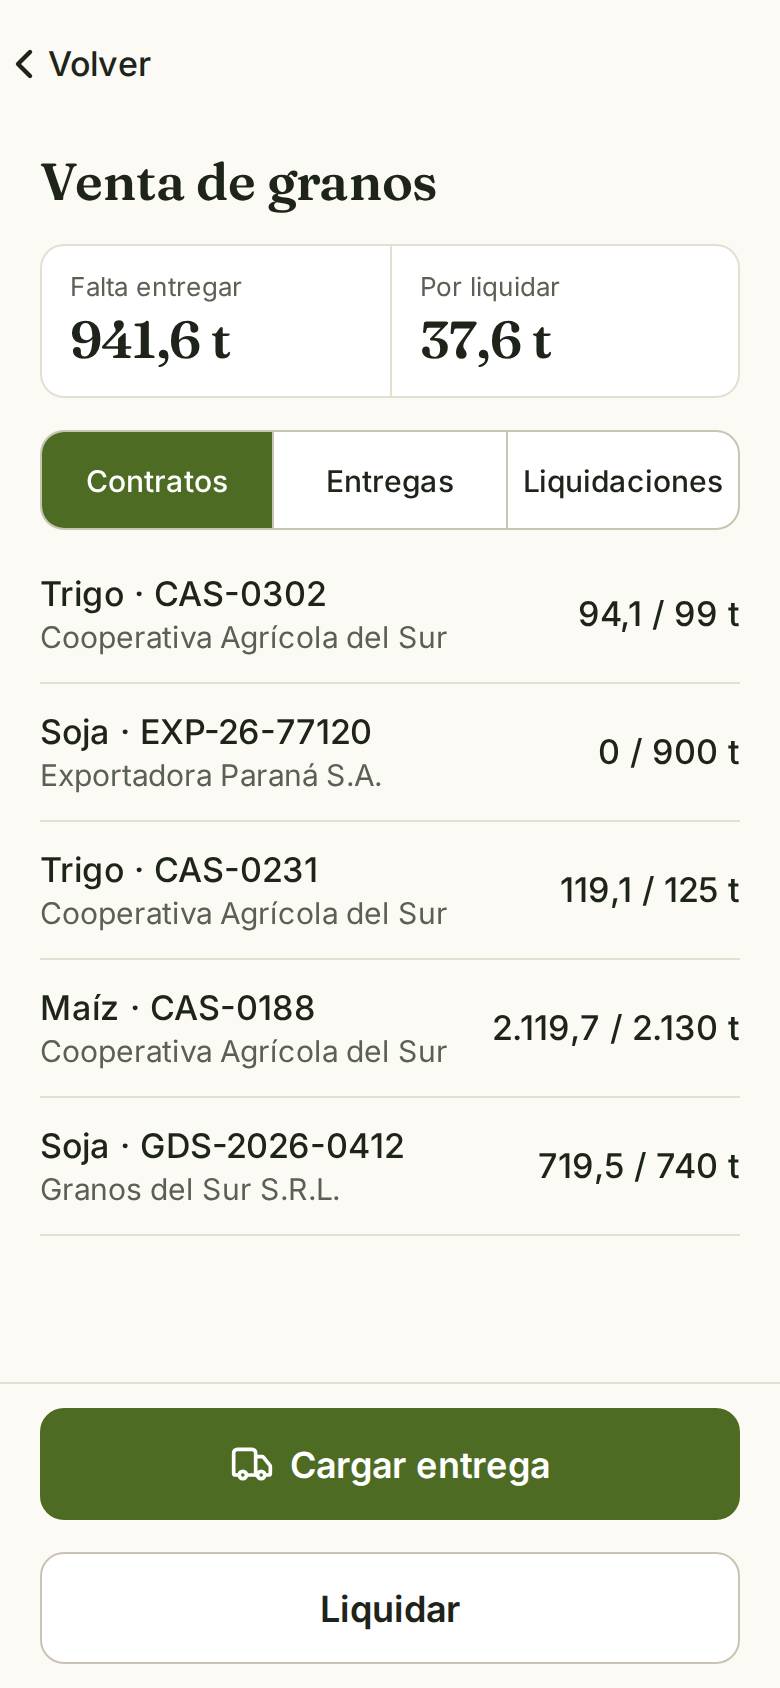 Volver
Venta de granos
Falta entregar
941,6 t
Por liquidar
37,6 t
Contratos
Entregas
Liquidaciones
Trigo · CAS-0302
Cooperativa Agrícola del Sur
94,1 / 99 t
Soja · EXP-26-77120
Exportadora Paraná S.A.
0 / 900 t
Trigo · CAS-0231
Cooperativa Agrícola del Sur
119,1 / 125 t
Maíz · CAS-0188
Cooperativa Agrícola del Sur
2.119,7 / 2.130 t
Soja · GDS-2026-0412
Granos del Sur S.R.L.
719,5 / 740 t
Cargar entrega
Liquidar